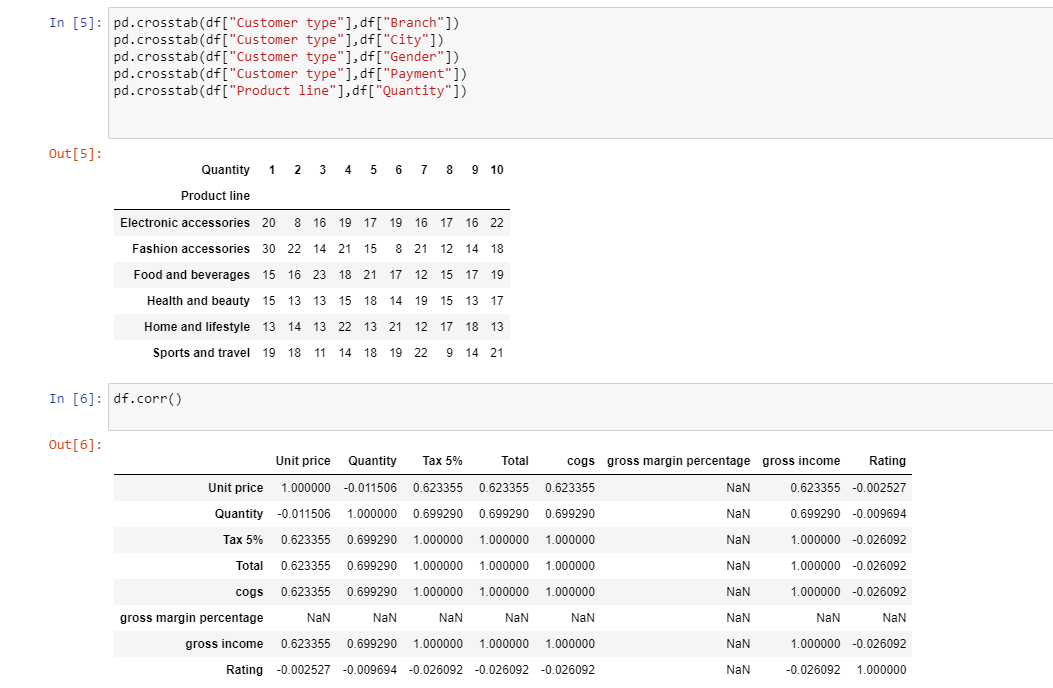 In [5]: pd.crosstab(df["Customer type"],df["Branch"])
pd.crosstab(df["Customer type"],df["City"])
pd.crosstab(df["Customer type"],df["Gender"])
pd.crosstab(df["Customer type"],df["Payment"])
pd.crosstab(df["Product line"],df["Quantity"])
Out[5]:
Quantity 1 2 3 4 5 6 7 8 9 10
Product line
Electronic accessories 20 8 16 19 17 19 16 17 16 22
Fashion accessories 30 22 14 21 15 8 21 12 14 18
Food and beverages 15 16 23 18 21 17 12 15 17 19
Health and beauty 15 13 13 15 18 14 19 15 13 17
Home and lifestyle 13 14 13 22 13 21 12 17 18 13
Sports and travel 19 18 11 14 18 19 22 9 14 21
In [6]: df.corr()
Out[6]:
Unit price Quantity Tax 5% Total cogs gross margin percentage gross income Rating
Unit price 1.000000 -0.011506 0.623355 0.623355 0.623355 NaN 0.623355 -0.002527
Quantity -0.011506 1.000000 0.699290 0.699290 0.699290 NaN 0.699290 -0.009694
Tax 5% 0.623355 0.699290 1.000000 1.000000 1.000000 NaN 1.000000 -0.026092
Total 0.623355 0.699290 1.000000 1.000000 1.000000 NaN 1.000000 -0.026092
cogs 0.623355 0.699290 1.000000 1.000000 1.000000 NaN 1.000000 -0.026092
gross margin percentage NaN NaN NaN NaN NaN NaN NaN NaN
gross income 0.623355 0.699290 1.000000 1.000000 1.000000 NaN 1.000000 -0.026092
Rating -0.002527 -0.009694 -0.026092 -0.026092 -0.026092 NaN -0.026092 1.000000